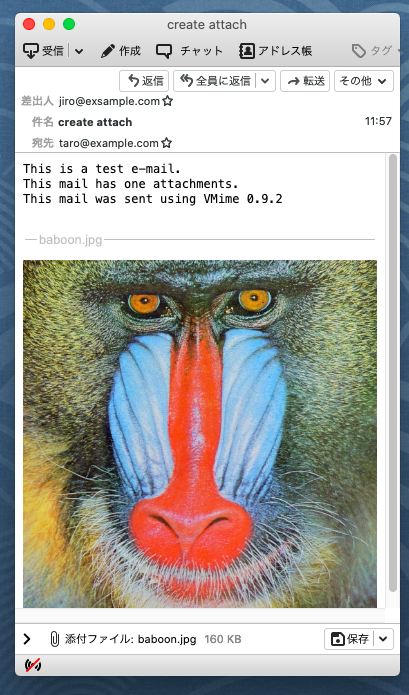 create attach
受信 作成 チャット アドレス帳 タグ
返信 全員に返信 転送 その他
差出人 jiro@exsample.com
件名 create attach 11:57
宛先 taro@exsample.com
This is a test e-mail.
This mail has one attachments.
This mail was sent using VMime 0.9.2
baboon.jpg
添付ファイル: baboon.jpg 160 KB 保存